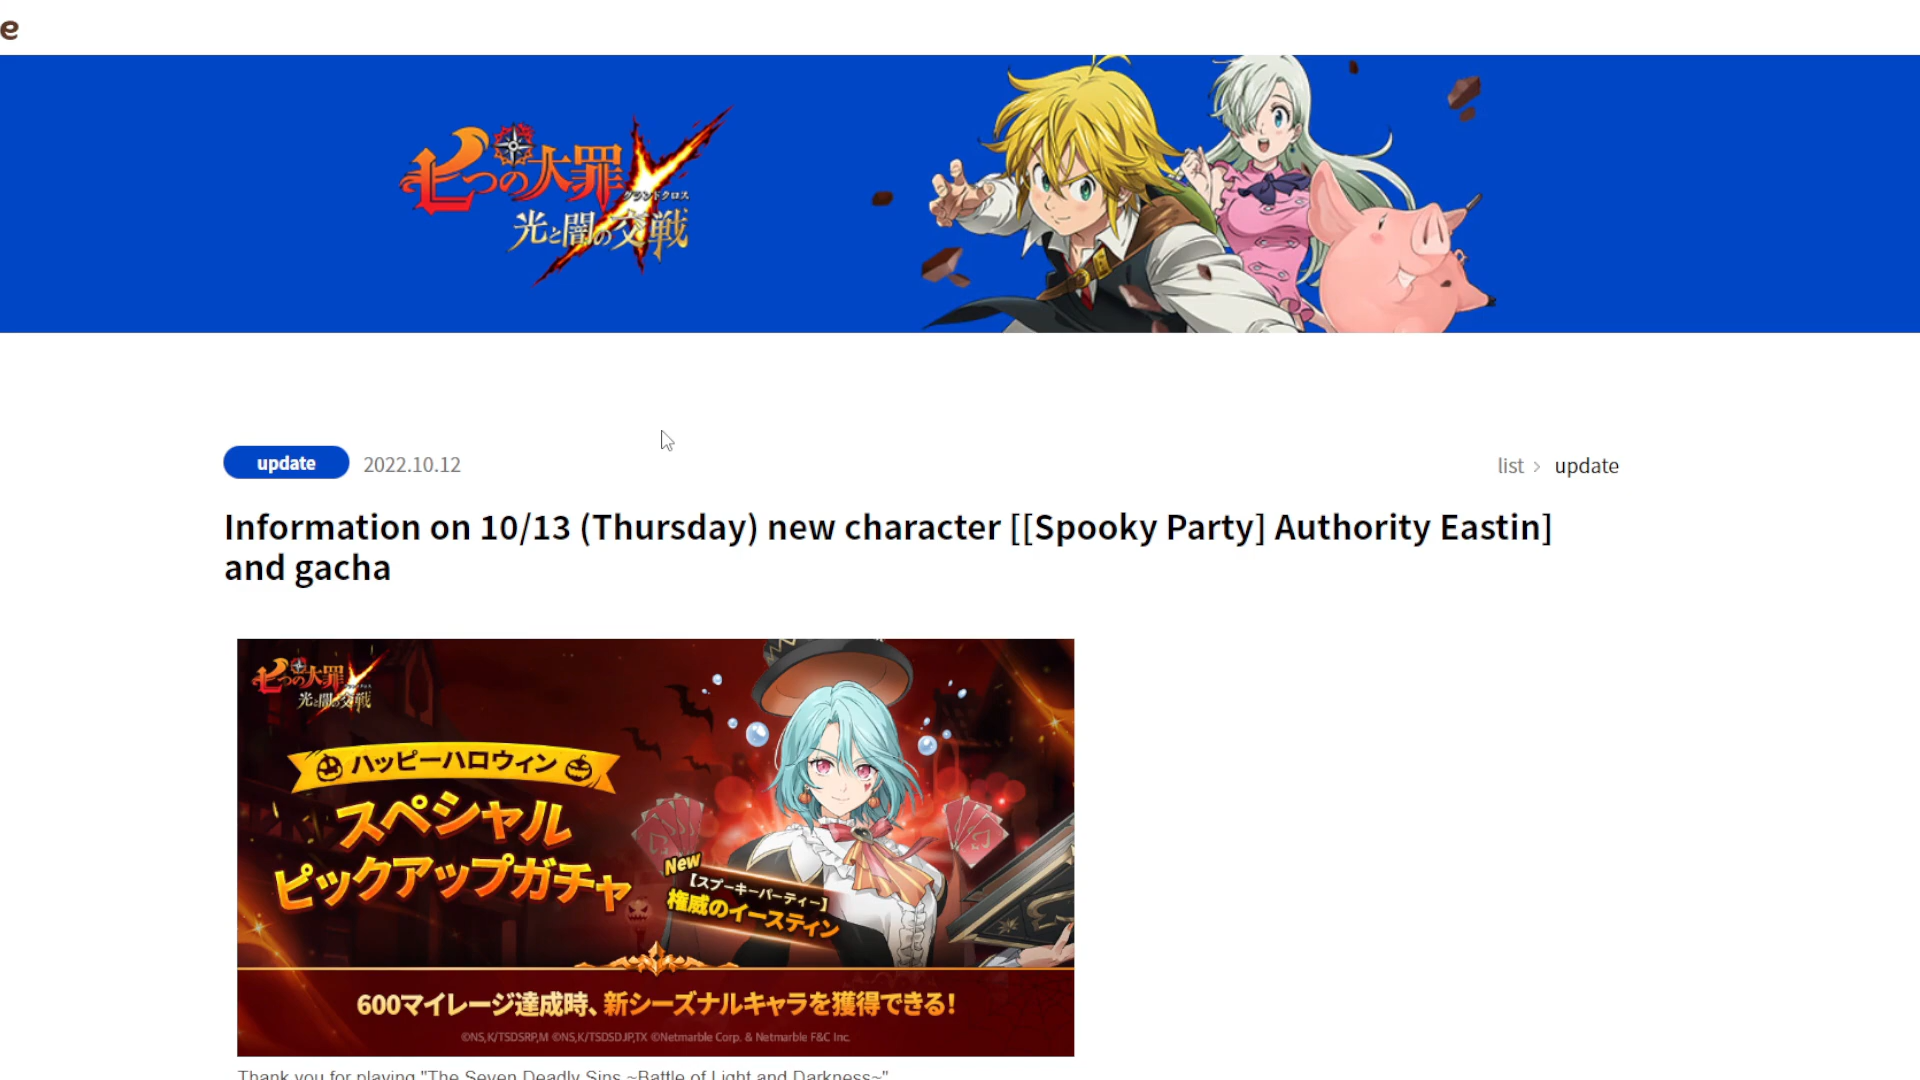 e
七つの大罪
グランドクロス
光と闇の交戦
update 2022.10.12
list > update
Information on 10/13 (Thursday) new character [[Spooky Party] Authority Eastin]
and gacha
七つの大罪
光と闇の交戦
ハッピーハロウィン
スペシャル
ピックアップガチャ
New
【スプーキーパーティー】
権威のイースティン
600マイレージ達成時、新シーズナルキャラを獲得できる!
©NS,K/TSDSRP,M ©NS,K/TSDSDJP,TX ©Netmarble Corp. & Netmarble F&C Inc.
Thank you for playing "The Seven Deadly Sins ~Battle of Light and Darkness~"